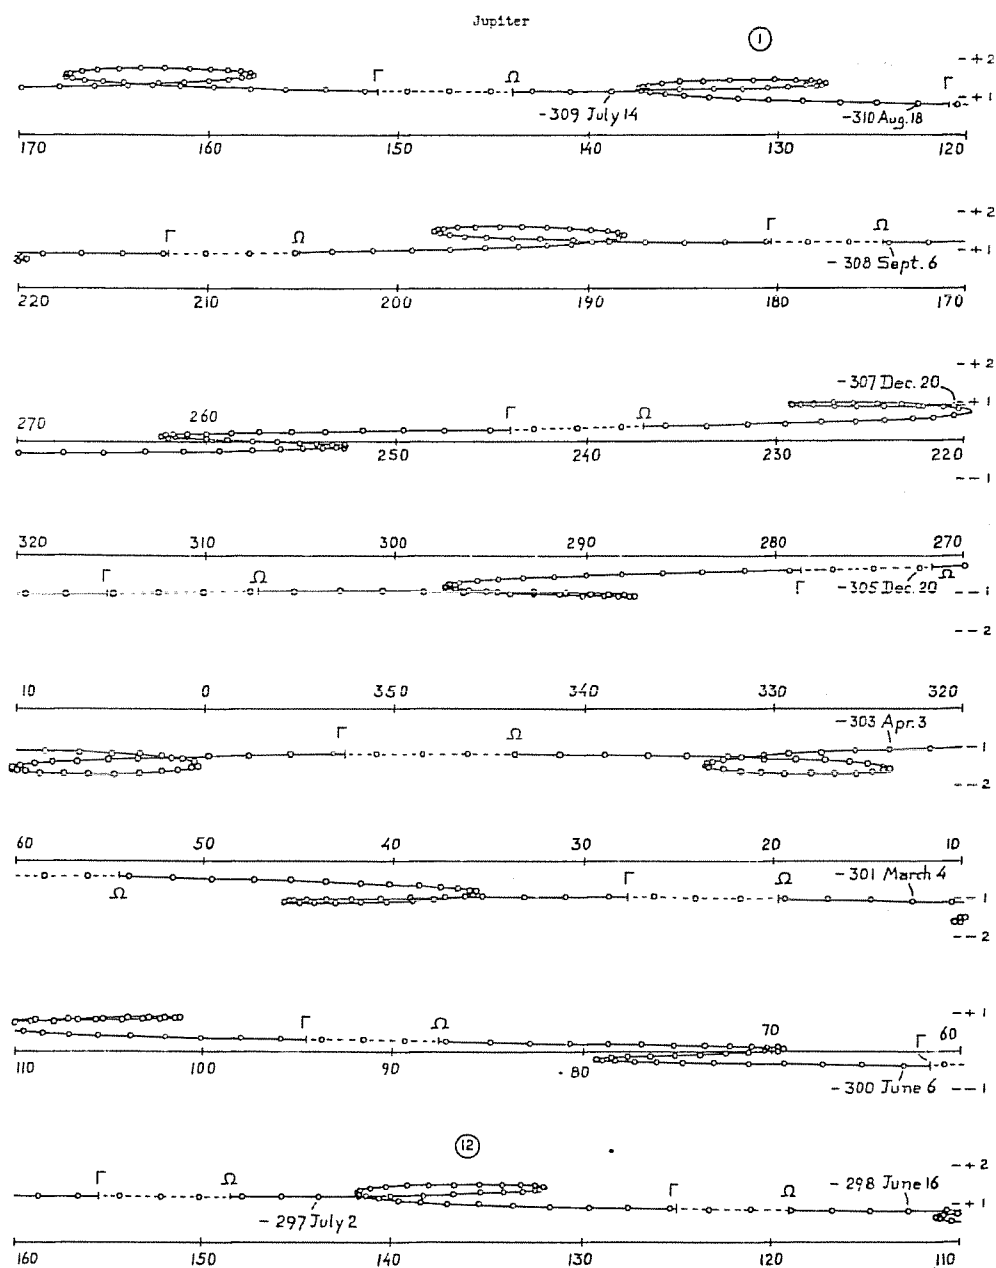 Jupiter
1
- + 2
Γ Ω Γ
- + 1
-309 July 14 -310 Aug. 18
170 160 150 140 130 120
- + 2
Γ Ω Γ Ω
- + 1
- 308 Sept. 6
220 210 200 190 180 170
- + 2
-307 Dec. 20
- + 1
270 260 Γ Ω
250 240 230 220
- - 1
320 310 300 290 280 270
Γ Ω Γ -305 Dec. 20 Ω
- - 1
- - 2
10 0 350 340 330 320
-303 Apr. 3
Γ Ω
- - 1
- - 2
60 50 40 30 20 10
Ω Γ Ω -301 March 4
- - 1
- - 2
- + 1
Γ Ω 70 60
Γ
110 100 90 80
- 300 June 6 - - 1
12
- + 2
Γ Ω Γ Ω - 298 June 16
- + 1
- 297 July 2
160 150 140 130 120 110